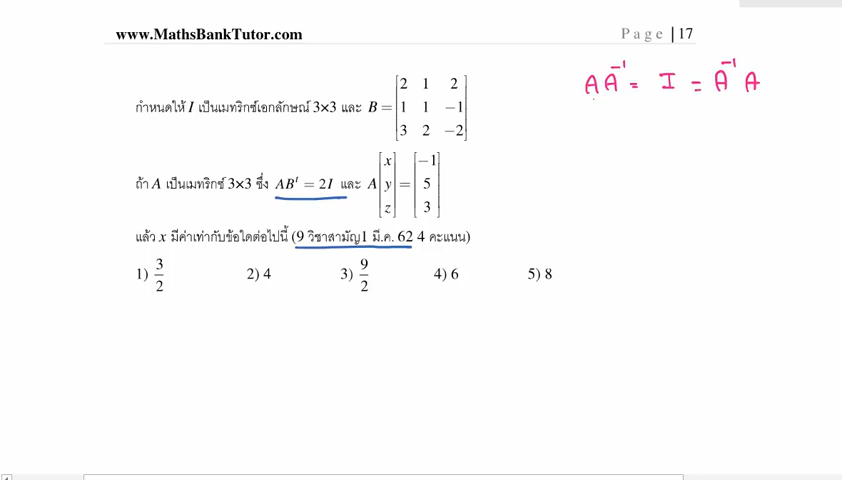 www.MathsBankTutor.com
Page |17
A A⁻¹ = I = A⁻¹ A
กำหนดให้ I เป็นเมทริกซ์เอกลักษณ์ 3×3 และ B = [2 1 2; 1 1 −1; 3 2 −2]
ถ้า A เป็นเมทริกซ์ 3×3 ซึ่ง ABᵗ = 2I และ A [x; y; z] = [−1; 5; 3]
แล้ว x มีค่าเท่ากับข้อใดต่อไปนี้ (9 วิชาสามัญ1 มี.ค. 62 4 คะแนน)
1) 3/2 2) 4 3) 9/2 4) 6 5) 8